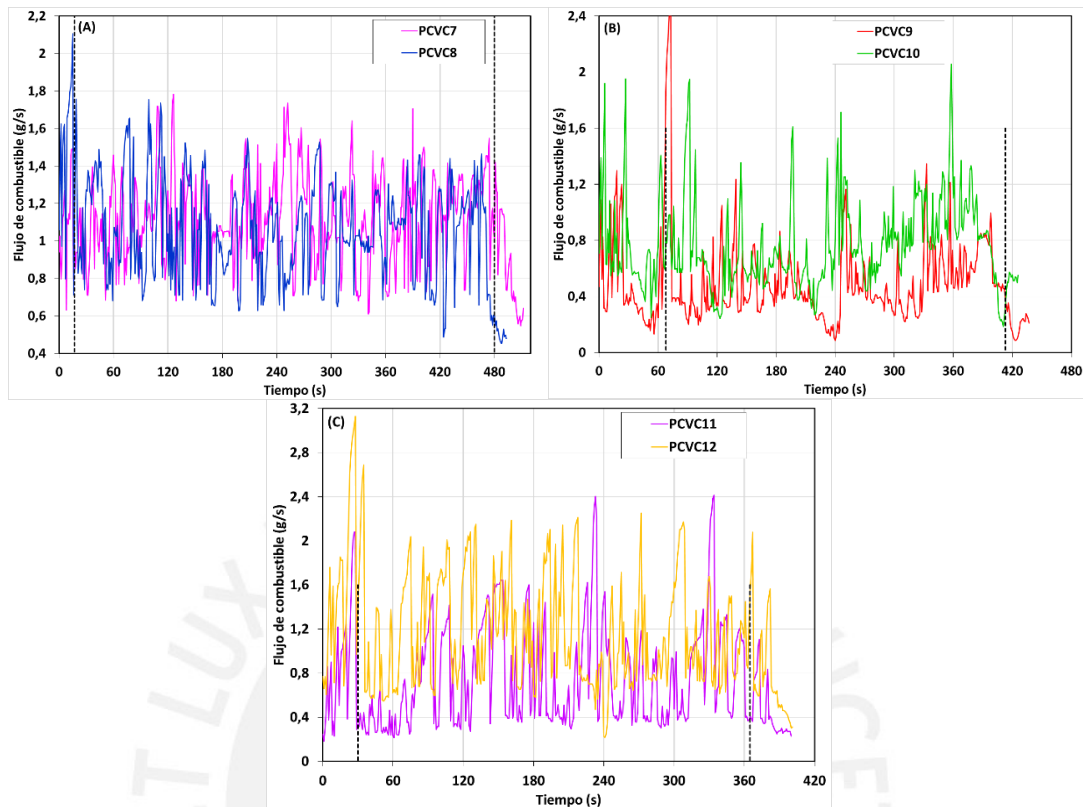 (A)
PCVC7
PCVC8
Flujo de combustible (g/s)
2,2
2
1,8
1,6
1,4
1,2
1
0,8
0,6
0,4
0 60 120 180 240 300 360 420 480
Tiempo (s)
(B)
PCVC9
PCVC10
Flujo de combustible (g/s)
2,4
2
1,6
1,2
0,8
0,4
0
0 60 120 180 240 300 360 420 480
Tiempo (s)
(C)
PCVC11
PCVC12
Flujo de combustible (g/s)
3,2
2,8
2,4
2
1,6
1,2
0,8
0,4
0
0 60 120 180 240 300 360 420
Tiempo (s)
ET LUX